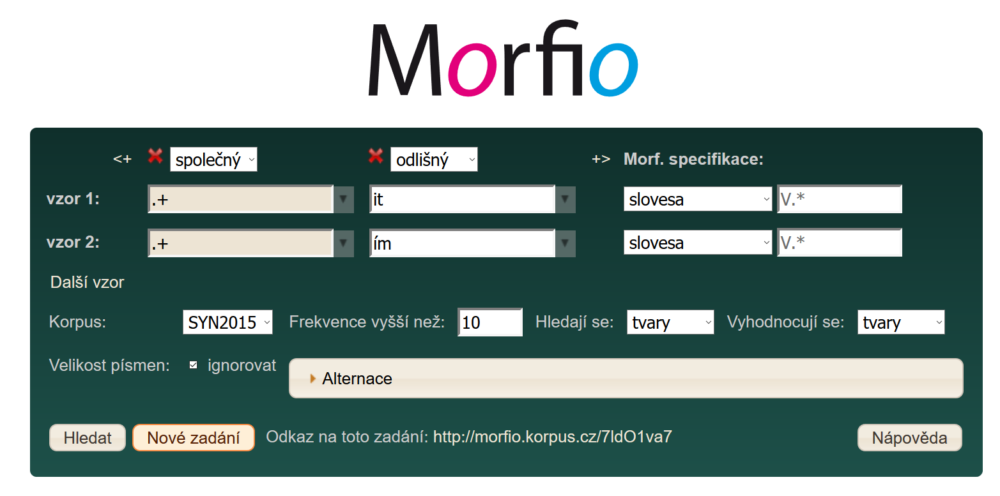 Morfio
<+ společný odlišný +> Morf. specifikace:
vzor 1: .+ it slovesa V.*
vzor 2: .+ ím slovesa V.*
Další vzor
Korpus: SYN2015 Frekvence vyšší než: 10 Hledají se: tvary Vyhodnocují se: tvary
Velikost písmen: ignorovat Alternace
Hledat Nové zadání Odkaz na toto zadání: http://morfio.korpus.cz/7ldO1va7 Nápověda